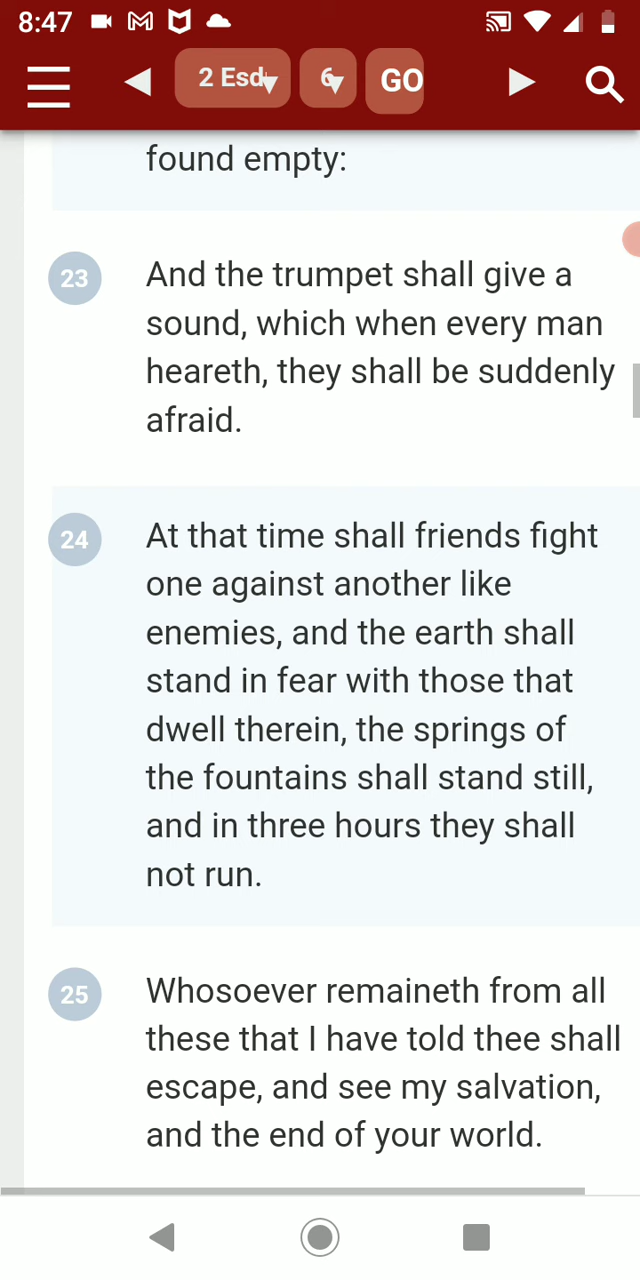 8:47
2 Esd
6
GO
found empty:
23
And the trumpet shall give a
sound, which when every man
heareth, they shall be suddenly
afraid.
24
At that time shall friends fight
one against another like
enemies, and the earth shall
stand in fear with those that
dwell therein, the springs of
the fountains shall stand still,
and in three hours they shall
not run.
25
Whosoever remaineth from all
these that I have told thee shall
escape, and see my salvation,
and the end of your world.